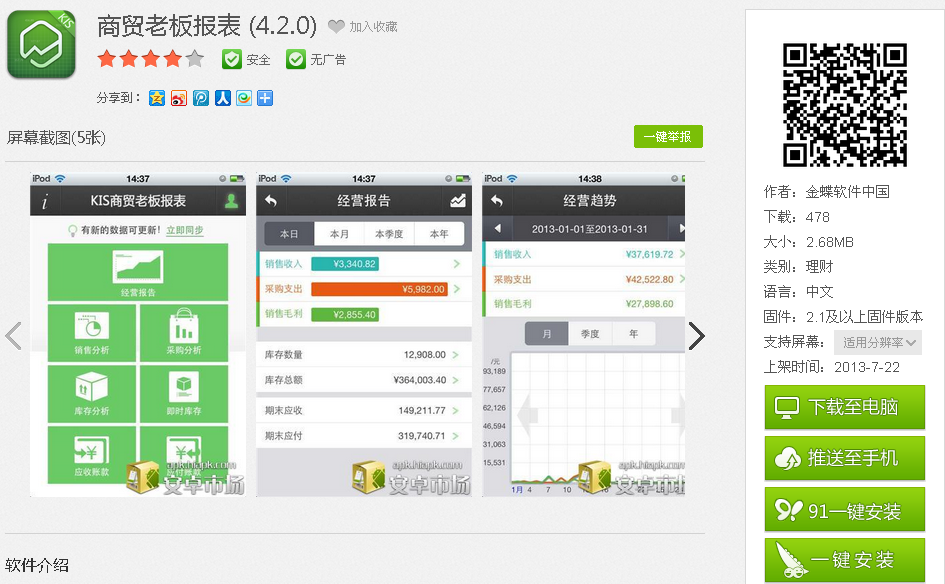 KIS
商贸老板报表 (4.2.0) 加入收藏
安全 无广告
分享到：
屏幕截图(5张) 一键举报
iPod 14:37
KIS商贸老板报表
有新的数据可更新! 立即同步
经营报告
销售分析 采购分析
库存分析 即时库存
应收账款 应付账款
apk.hiapk.com
安卓市场
iPod 14:37
经营报告
本日 本月 本季度 本年
销售收入 ¥3,340.82
采购支出 ¥5,982.00
销售毛利 ¥2,855.40
库存数量 12,908.00
库存总额 ¥364,003.40
期末应收 149,211.77
期末应付 319,740.71
apk.hiapk.com
安卓市场
iPod 14:38
经营趋势
2013-01-01至2013-01-31
销售收入 ¥37,619.72
采购支出 ¥42,522.80
销售毛利 ¥27,898.60
月 季度 年
/元
93,189
77,657
62,126
46,594
31,063
15,531
1月 4 7 10
apk.hiapk.com
安卓市场
软件介绍
作者：金蝶软件中国
下载：478
大小：2.68MB
类别：理财
语言：中文
固件：2.1及以上固件版本
支持屏幕：适用分辨率
上架时间：2013-7-22
下载至电脑
推送至手机
91一键安装
一键安装